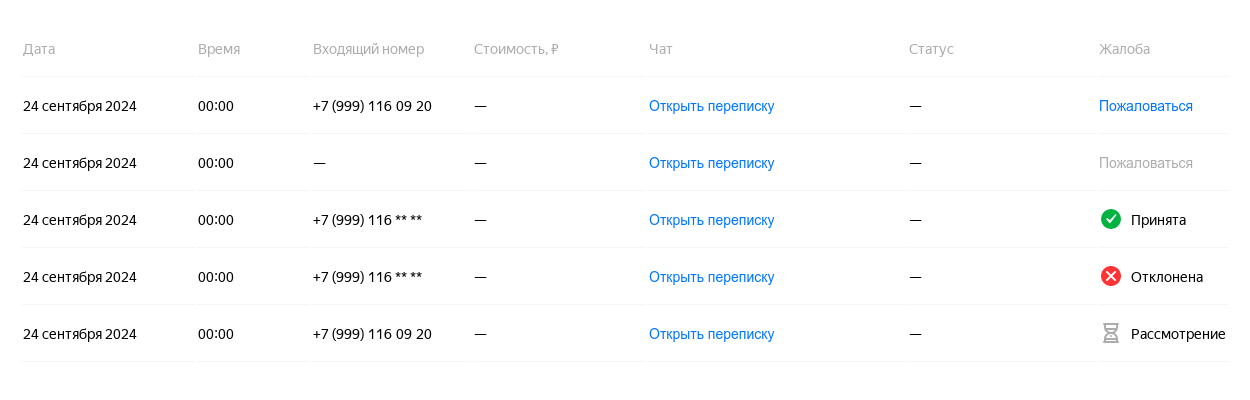 Дата Время Входящий номер Стоимость, ₽ Чат Статус Жалоба
24 сентября 2024 00:00 +7 (999) 116 09 20 — Открыть переписку — Пожаловаться
24 сентября 2024 00:00 — — Открыть переписку — Пожаловаться
24 сентября 2024 00:00 +7 (999) 116 ** ** — Открыть переписку — Принята
24 сентября 2024 00:00 +7 (999) 116 ** ** — Открыть переписку — Отклонена
24 сентября 2024 00:00 +7 (999) 116 09 20 — Открыть переписку — Рассмотрение